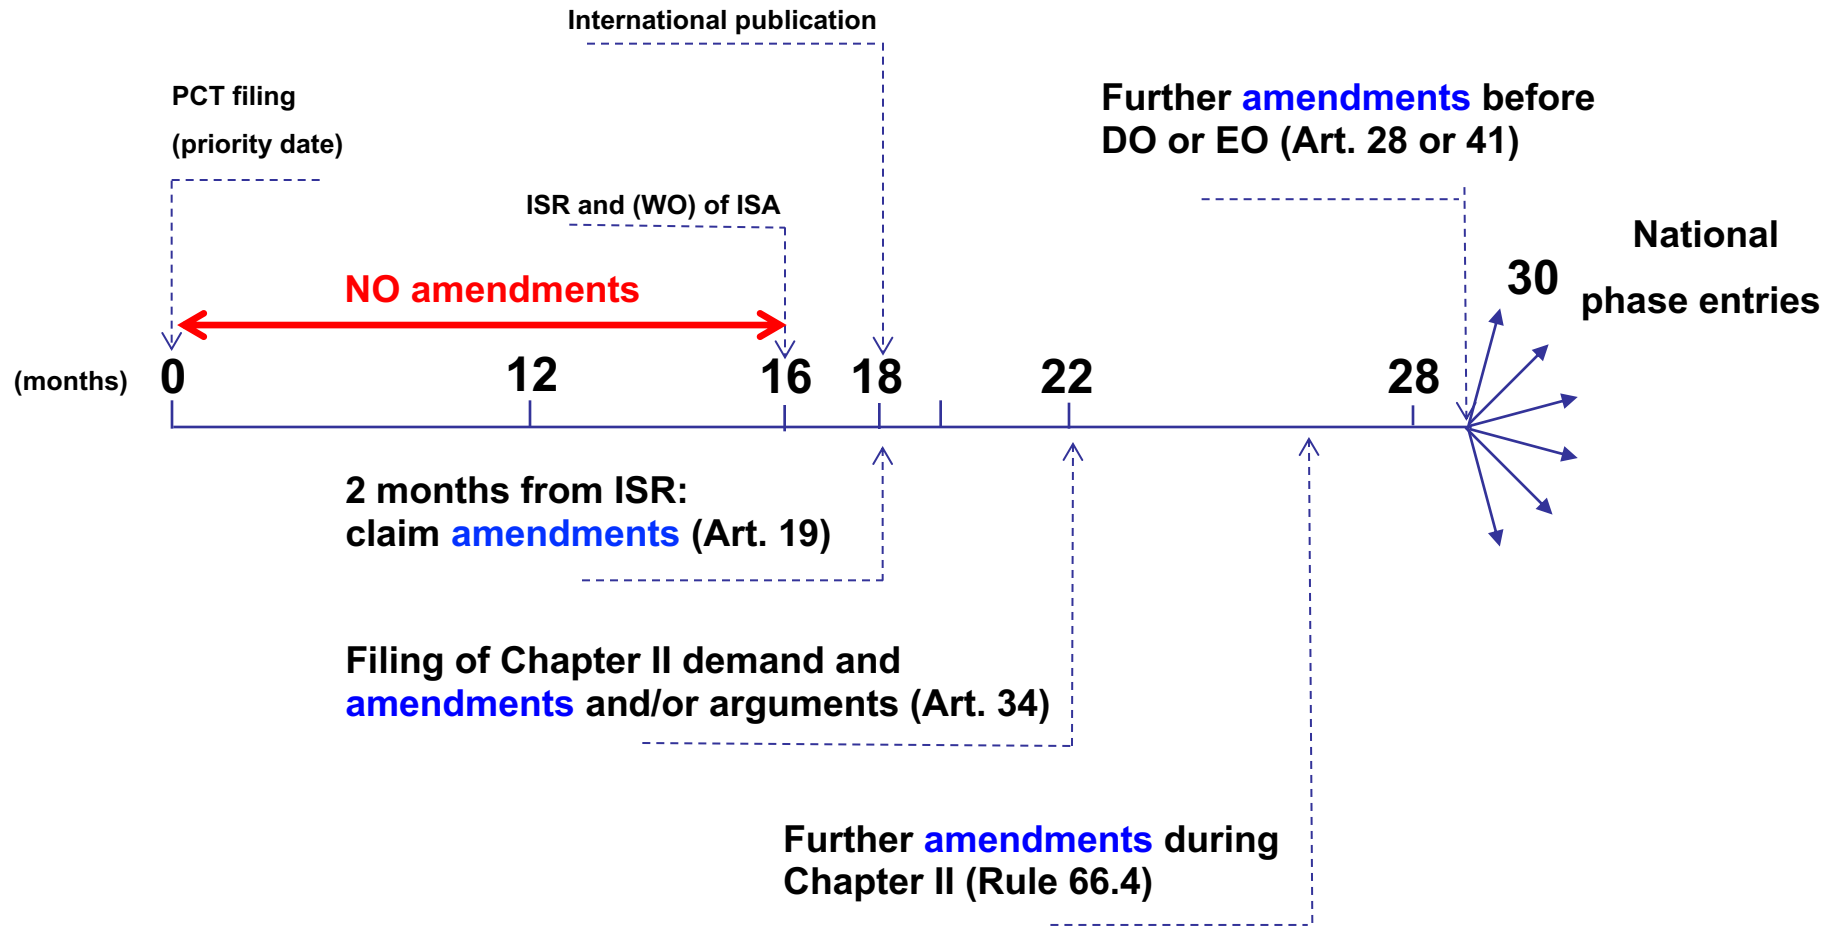 International publication
PCT filing
(priority date)
Further amendments before
DO or EO (Art. 28 or 41)
ISR and (WO) of ISA
National
phase entries
NO amendments
30
(months) 0 12 16 18 22 28
2 months from ISR:
claim amendments (Art. 19)
Filing of Chapter II demand and
amendments and/or arguments (Art. 34)
Further amendments during
Chapter II (Rule 66.4)